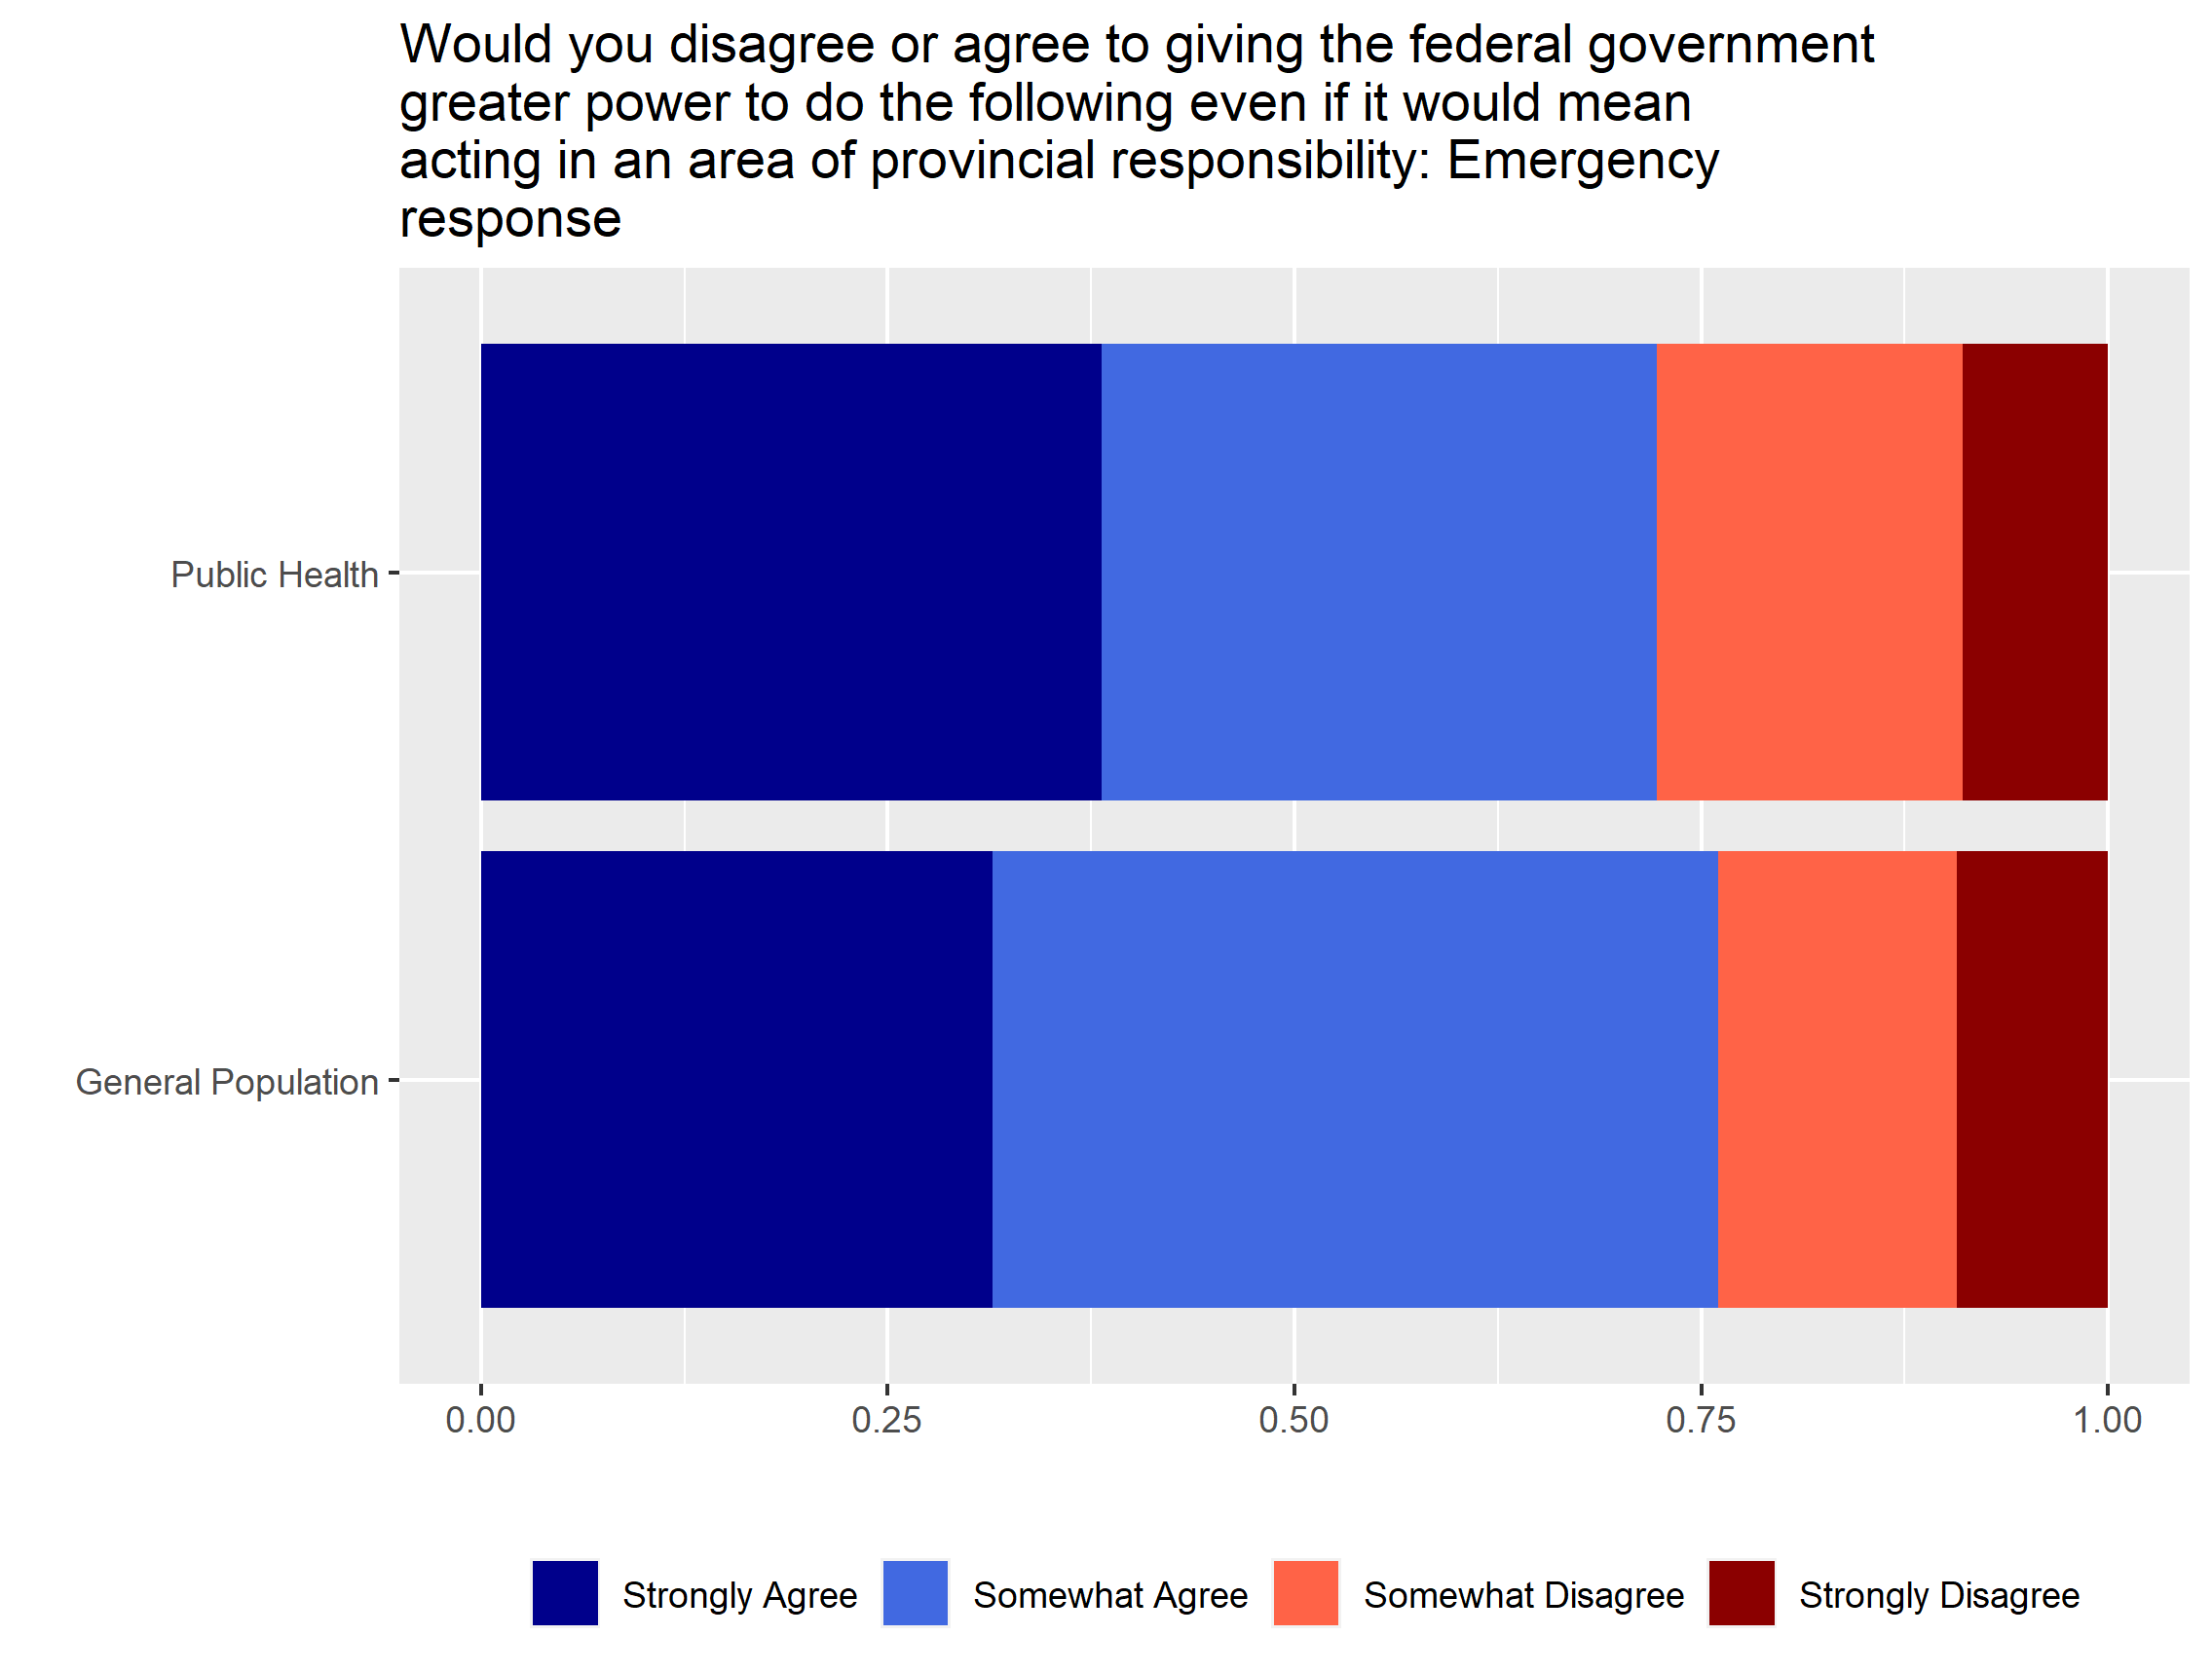 Would you disagree or agree to giving the federal government
greater power to do the following even if it would mean
acting in an area of provincial responsibility: Emergency
response
Public Health
General Population
0.00 0.25 0.50 0.75 1.00
Strongly Agree Somewhat Agree Somewhat Disagree Strongly Disagree